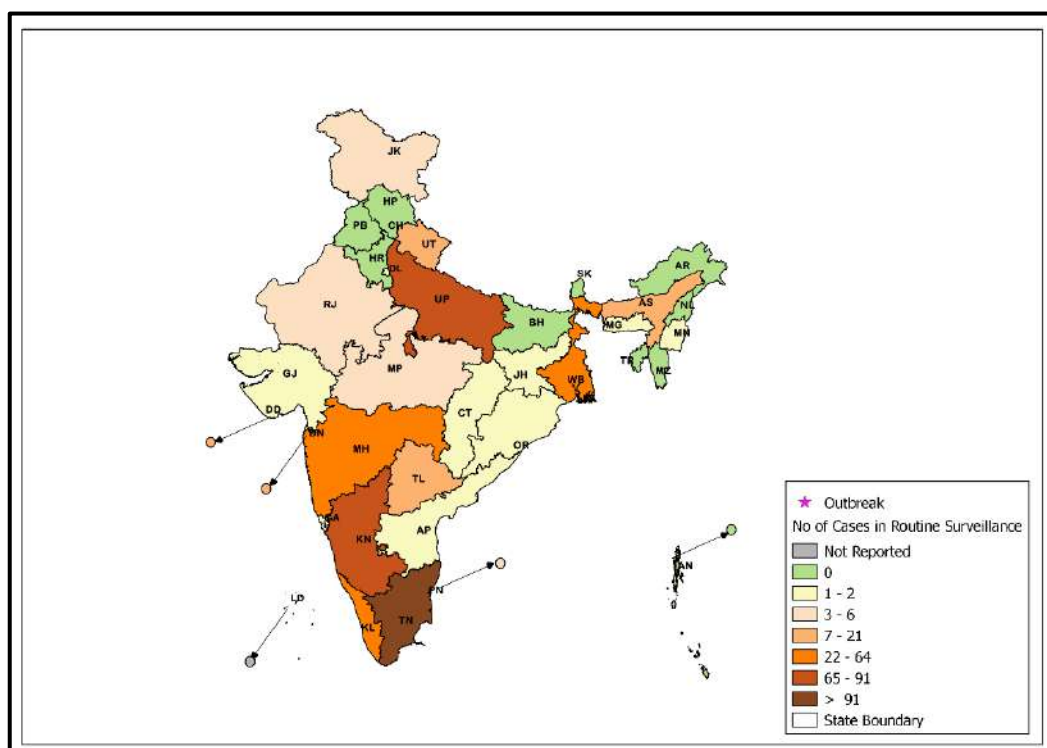 JK
HP
PB
CH
UT
HR
DL
SK
AR
RJ
UP
AS
NL
BH
MG
MN
TR
MZ
MP
GJ
JH
WB
CT
DD
DN
OR
MH
TL
GA
AP
KN
AN
PN
LD
KL
TN
Outbreak
No of Cases in Routine Surveillance
Not Reported
0
1 - 2
3 - 6
7 - 21
22 - 64
65 - 91
> 91
State Boundary